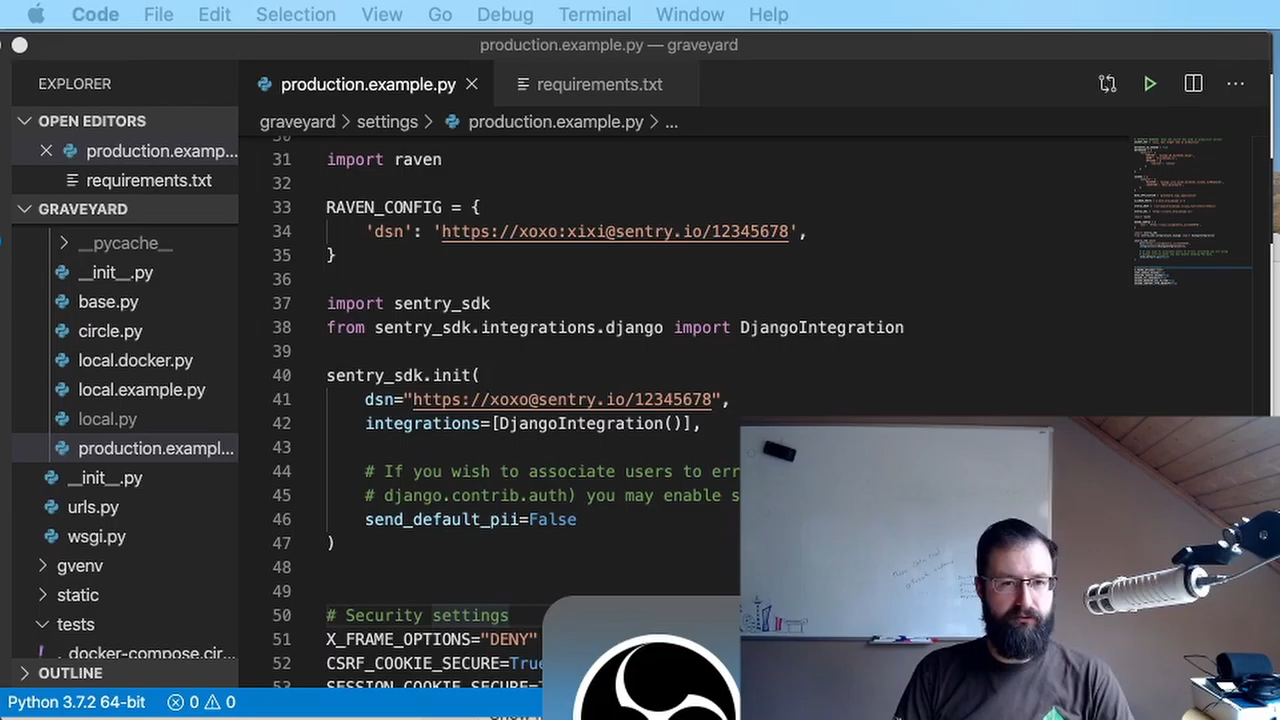 Code File Edit Selection View Go Debug Terminal Window Help
production.example.py — graveyard
EXPLORER
production.example.py
requirements.txt
OPEN EDITORS
graveyard > settings > production.example.py > ...
production.examp...
requirements.txt
GRAVEYARD
__pycache__
__init__.py
base.py
circle.py
local.docker.py
local.example.py
local.py
production.exampl...
__init__.py
urls.py
wsgi.py
gvenv
static
tests
OUTLINE
30
31 import raven
32
33 RAVEN_CONFIG = {
34 'dsn': 'https://xoxo:xixi@sentry.io/12345678',
35 }
36
37 import sentry_sdk
38 from sentry_sdk.integrations.django import DjangoIntegration
39
40 sentry_sdk.init(
41 dsn="https://xoxo@sentry.io/12345678",
42 integrations=[DjangoIntegration()],
43
44 # If you wish to associate users to err
45 # django.contrib.auth) you may enable s
46 send_default_pii=False
47 )
48
49
50 # Security settings
51 X_FRAME_OPTIONS="DENY"
52 CSRF_COOKIE_SECURE=True
53
Python 3.7.2 64-bit 0 0